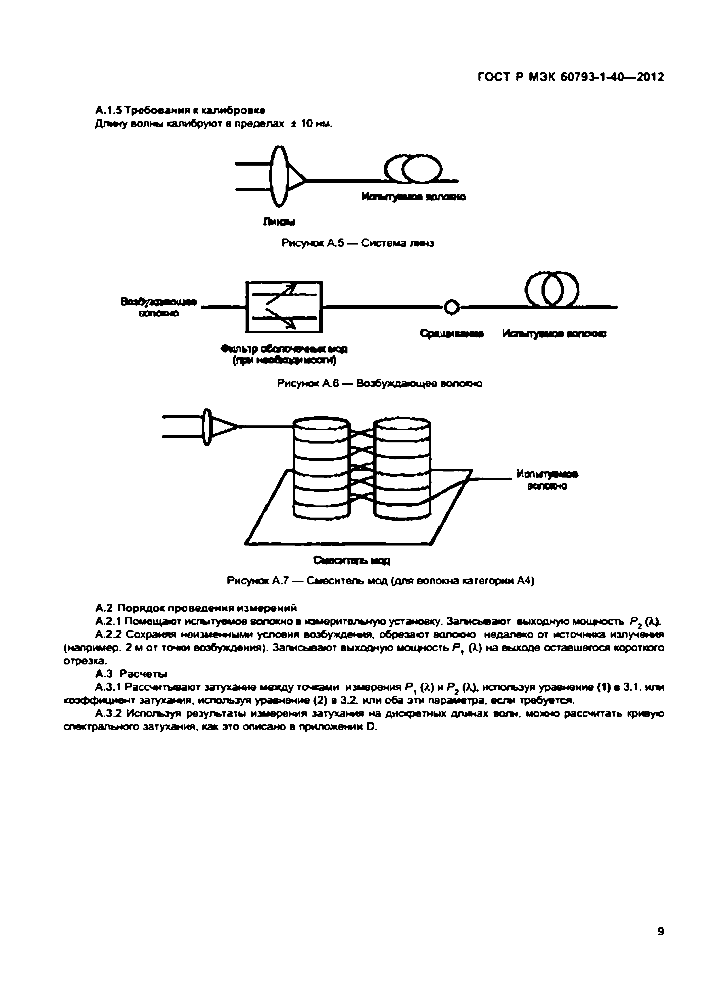 ГОСТ Р МЭК 60793-1-40—2012
А.1.5 Требования к калибровке
Длину волны калибруют в пределах ± 10 нм.
Испытуемое волокно
Линзы
Рисунок А.5 — Система линз
Возбуждающее
волокно
Сращивание Испытуемое волокно
Фильтр оболочечных мод
(при необходимости)
Рисунок А.6 — Возбуждающее волокно
Испытуемое
волокно
Смеситель мод
Рисунок А.7 — Смеситель мод (для волокна категории А4)
А.2 Порядок проведения измерений
А.2.1 Помещают испытуемое волокно в измерительную установку. Записывают выходную мощность P₂ (λ).
А.2.2 Сохраняя неизменными условия возбуждения, обрезают волокно недалеко от источника излучения
(например, 2 м от точки возбуждения). Записывают выходную мощность P₁ (λ) на выходе оставшегося короткого
отрезка.
А.3 Расчеты
А.3.1 Рассчитывают затухание между точками измерения P₁ (λ) и P₂ (λ), используя уравнение (1) в 3.1, или
коэффициент затухания, используя уравнение (2) в 3.2, или оба эти параметра, если требуется.
А.3.2 Используя результаты измерения затухания на дискретных длинах волн, можно рассчитать кривую
спектрального затухания, как это описано в приложении D.
9